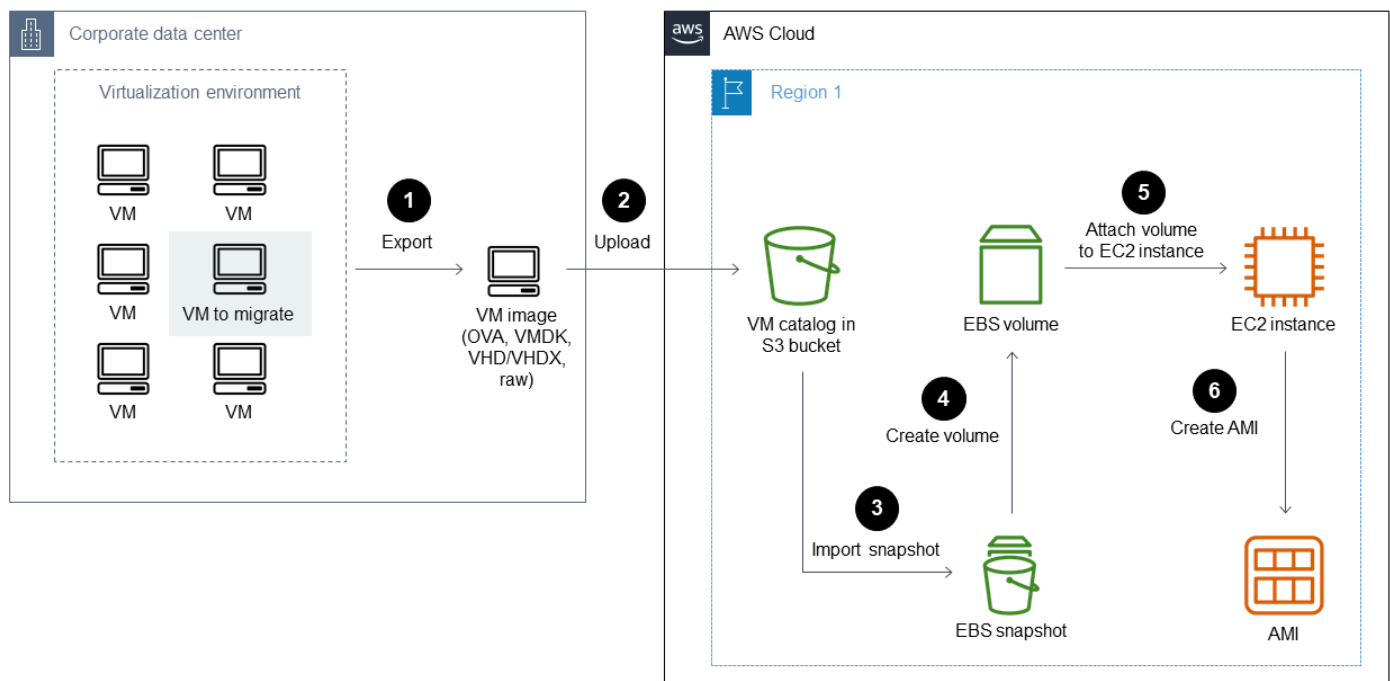 Corporate data center
Virtualization environment
VM
VM
VM
VM to migrate
VM
VM
1
Export
VM image
(OVA, VMDK,
VHD/VHDX,
raw)
2
Upload
aws
AWS Cloud
Region 1
VM catalog in
S3 bucket
3
Import snapshot
EBS snapshot
4
Create volume
EBS volume
5
Attach volume
to EC2 instance
EC2 instance
6
Create AMI
AMI